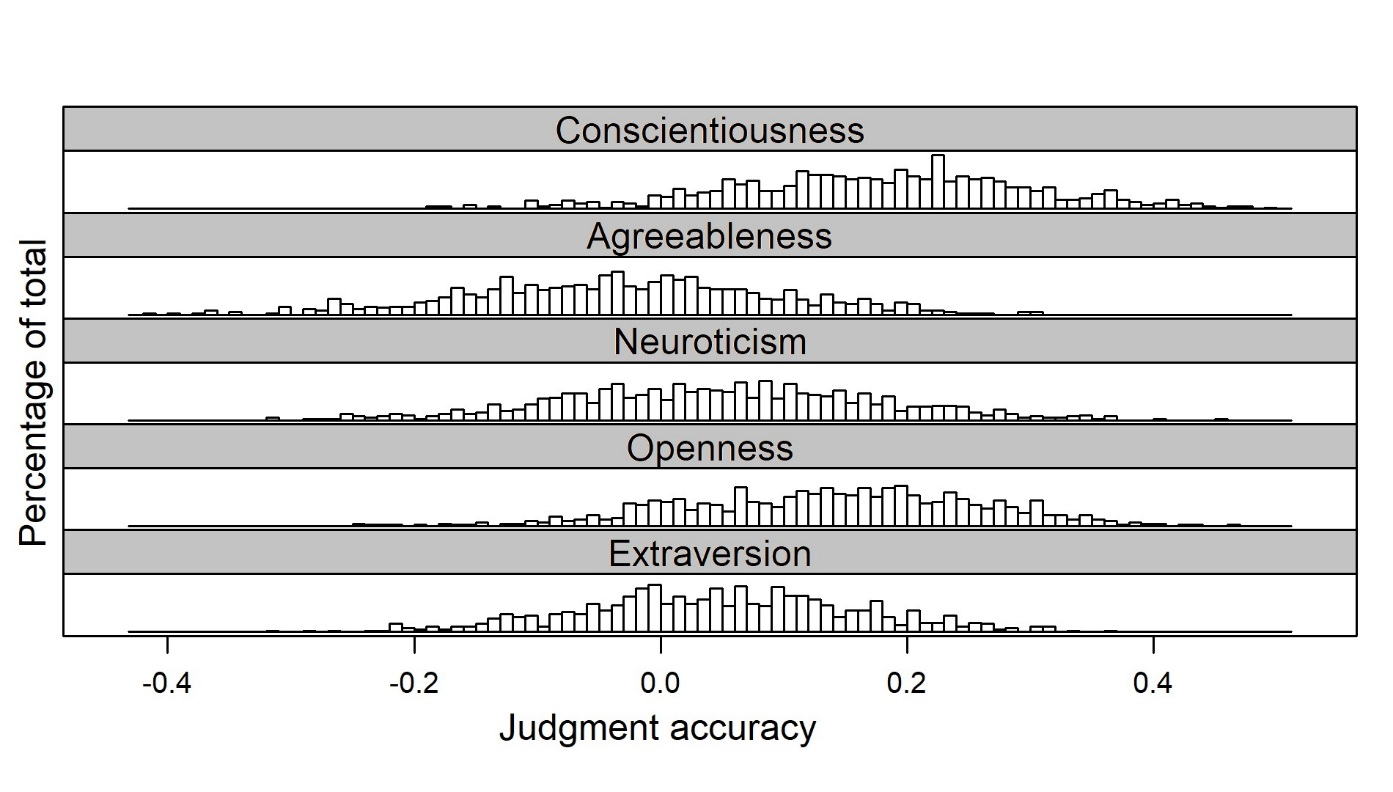 Conscientiousness
Agreeableness
Neuroticism
Openness
Extraversion
Percentage of total
-0.4 -0.2 0.0 0.2 0.4
Judgment accuracy